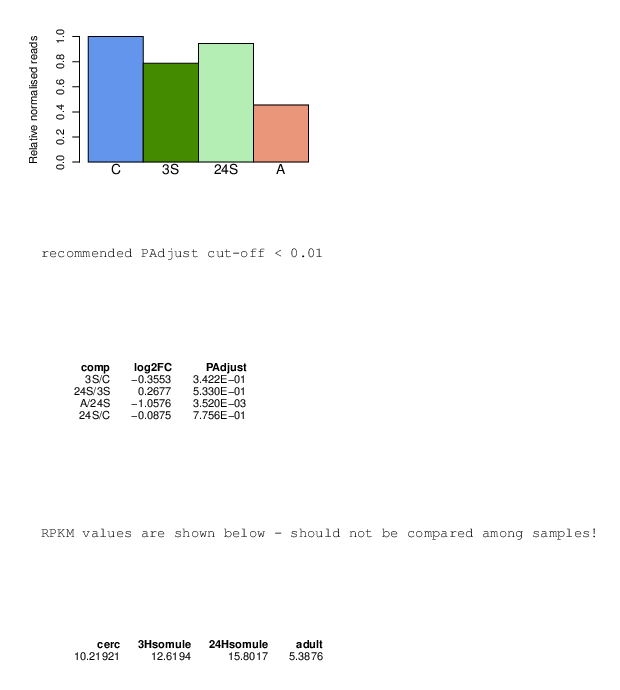 Relative normalised reads
1.0
0.8
0.6
0.4
0.2
0.0
C 3S 24S A
recommended PAdjust cut-off < 0.01
comp log2FC PAdjust
3S/C −0.3553 3.422E−01
24S/3S 0.2677 5.330E−01
A/24S −1.0576 3.520E−03
24S/C −0.0875 7.756E−01
RPKM values are shown below - should not be compared among samples!
cerc 3Hsomule 24Hsomule adult
10.21921 12.6194 15.8017 5.3876